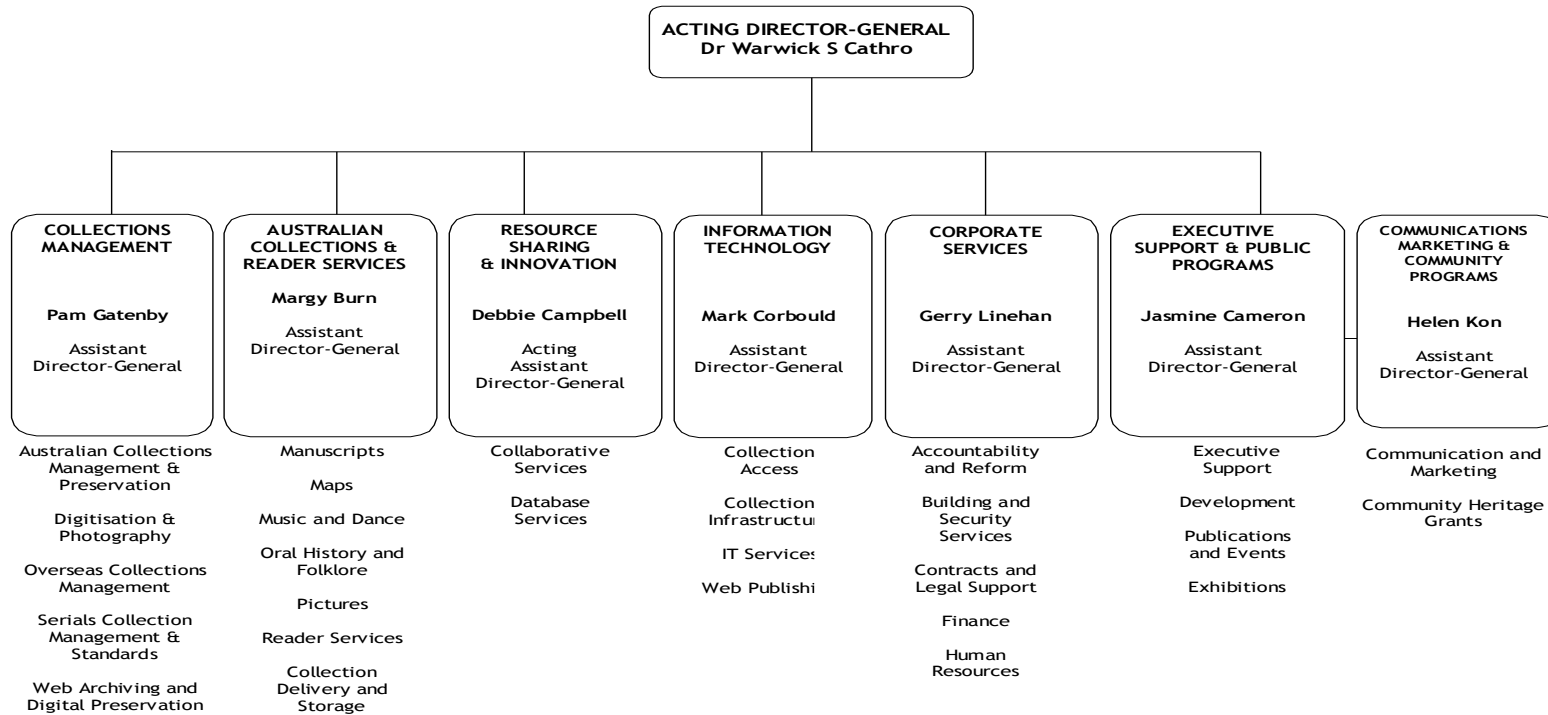 ACTING DIRECTOR-GENERAL
Dr Warwick S Cathro
COLLECTIONS
MANAGEMENT
Pam Gatenby
Assistant
Director-General
Australian Collections
Management &
Preservation
Digitisation &
Photography
Overseas Collections
Management
Serials Collection
Management &
Standards
Web Archiving and
Digital Preservation
AUSTRALIAN
COLLECTIONS &
READER SERVICES
Margy Burn
Assistant
Director-General
Manuscripts
Maps
Music and Dance
Oral History and
Folklore
Pictures
Reader Services
Collection
Delivery and
Storage
RESOURCE
SHARING
& INNOVATION
Debbie Campbell
Acting
Assistant
Director-General
Collaborative
Services
Database
Services
INFORMATION
TECHNOLOGY
Mark Corbould
Assistant
Director-General
Collection
Access
Collection
Infrastructu
IT Services
Web Publishi
CORPORATE
SERVICES
Gerry Linehan
Assistant
Director-General
Accountability
and Reform
Building and
Security
Services
Contracts and
Legal Support
Finance
Human
Resources
EXECUTIVE
SUPPORT & PUBLIC
PROGRAMS
Jasmine Cameron
Assistant
Director-General
Executive
Support
Development
Publications
and Events
Exhibitions
COMMUNICATIONS
MARKETING &
COMMUNITY
PROGRAMS
Helen Kon
Assistant
Director-General
Communication and
Marketing
Community Heritage
Grants